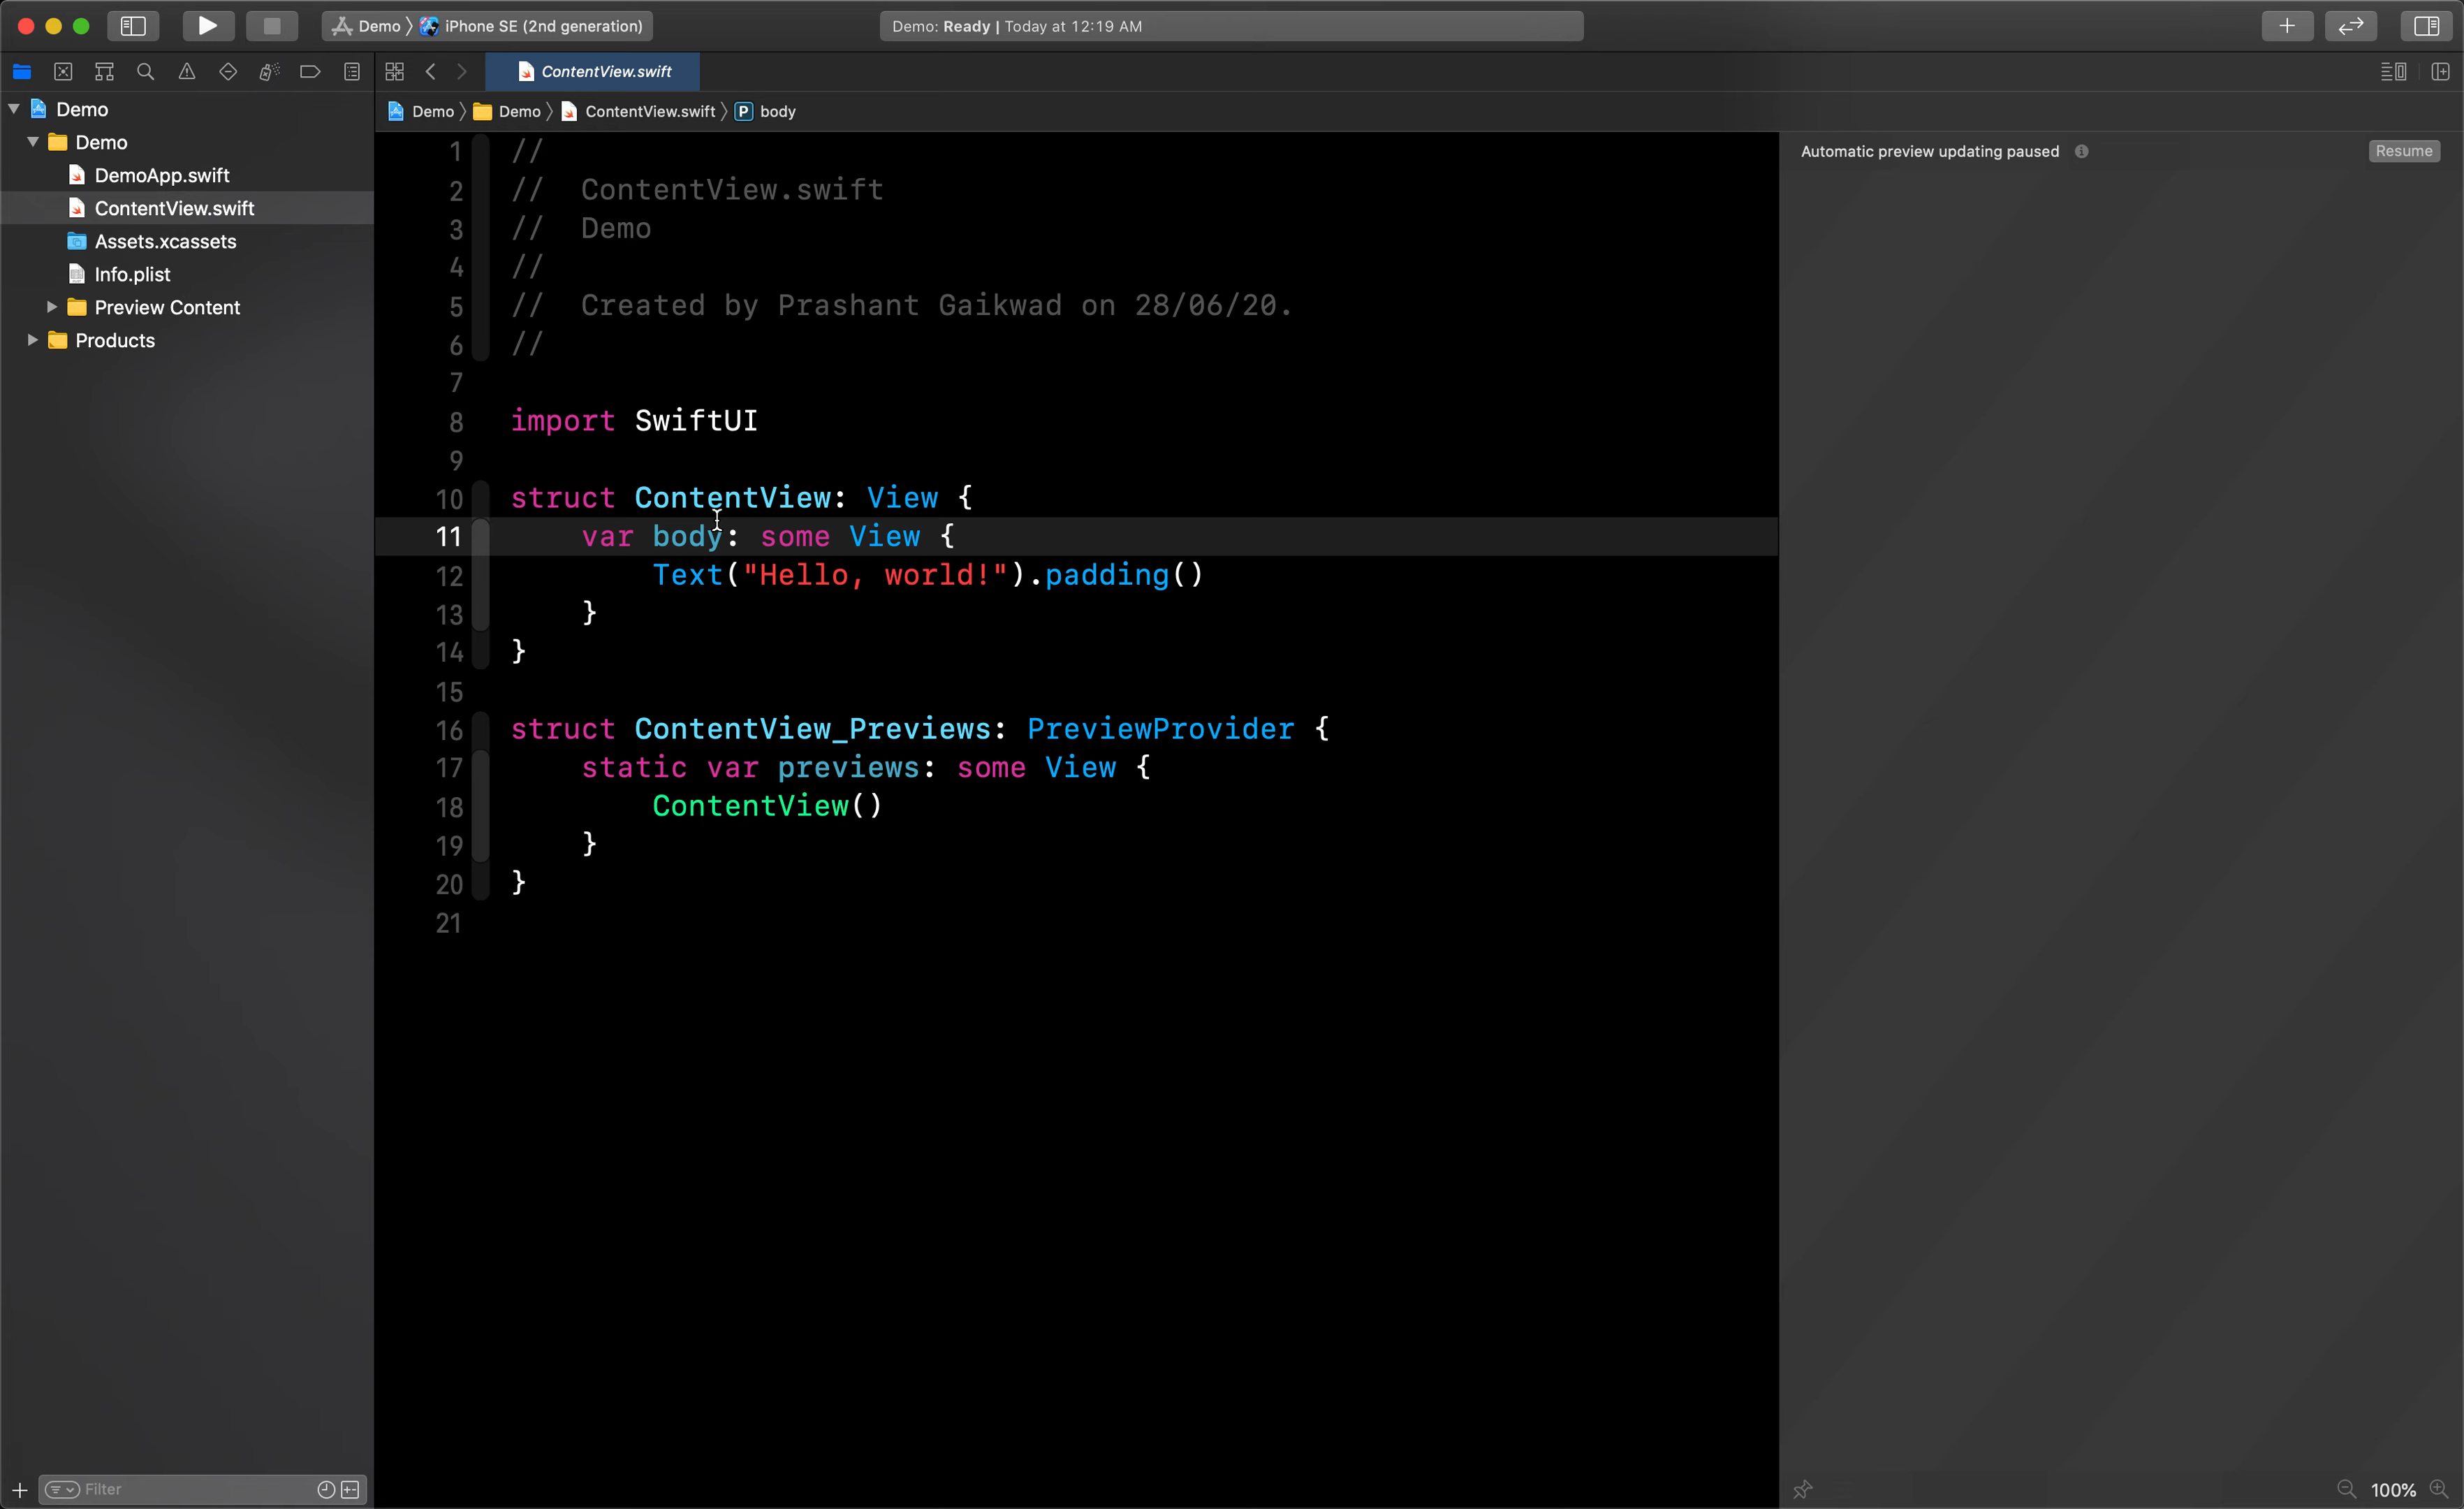 Demo 〉 iPhone SE (2nd generation)
Demo: Ready | Today at 12:19 AM
ContentView.swift
Demo
Demo
DemoApp.swift
ContentView.swift
Assets.xcassets
Info.plist
Preview Content
Products
Filter
Demo 〉 Demo 〉 ContentView.swift 〉 P body
1 //
2 //  ContentView.swift
3 //  Demo
4 //
5 //  Created by Prashant Gaikwad on 28/06/20.
6 //
7
8 import SwiftUI
9
10 struct ContentView: View {
11     var body: some View {
12         Text("Hello, world!").padding()
13     }
14 }
15
16 struct ContentView_Previews: PreviewProvider {
17     static var previews: some View {
18         ContentView()
19     }
20 }
21
Automatic preview updating paused
Resume
100%